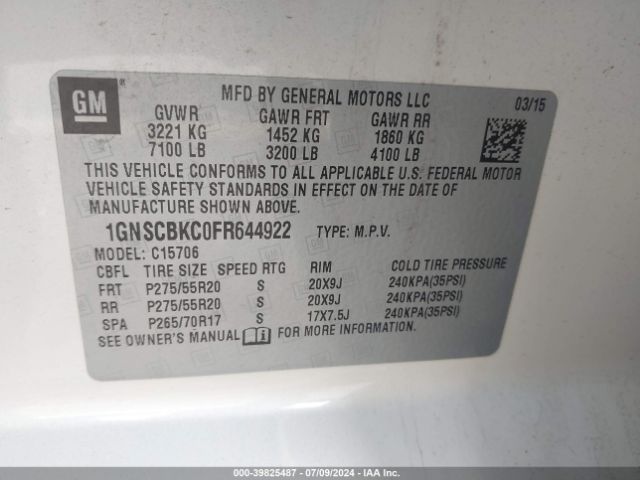 GM
MFD BY GENERAL MOTORS LLC 03/15
GVWR GAWR FRT GAWR RR
3221 KG 1452 KG 1860 KG
7100 LB 3200 LB 4100 LB
THIS VEHICLE CONFORMS TO ALL APPLICABLE U.S. FEDERAL MOTOR
VEHICLE SAFETY STANDARDS IN EFFECT ON THE DATE OF
MANUFACTURE SHOWN ABOVE.
1GNSCBKC0FR644922 TYPE: M.P.V.
MODEL: C15706
CBFL TIRE SIZE SPEED RTG RIM COLD TIRE PRESSURE
FRT P275/55R20 S 20X9J 240KPA(35PSI)
RR P275/55R20 S 20X9J 240KPA(35PSI)
SPA P265/70R17 S 17X7.5J 240KPA(35PSI)
SEE OWNER'S MANUAL FOR MORE INFORMATION.
000-39825487 / 07/09/2024 / IAA Copart